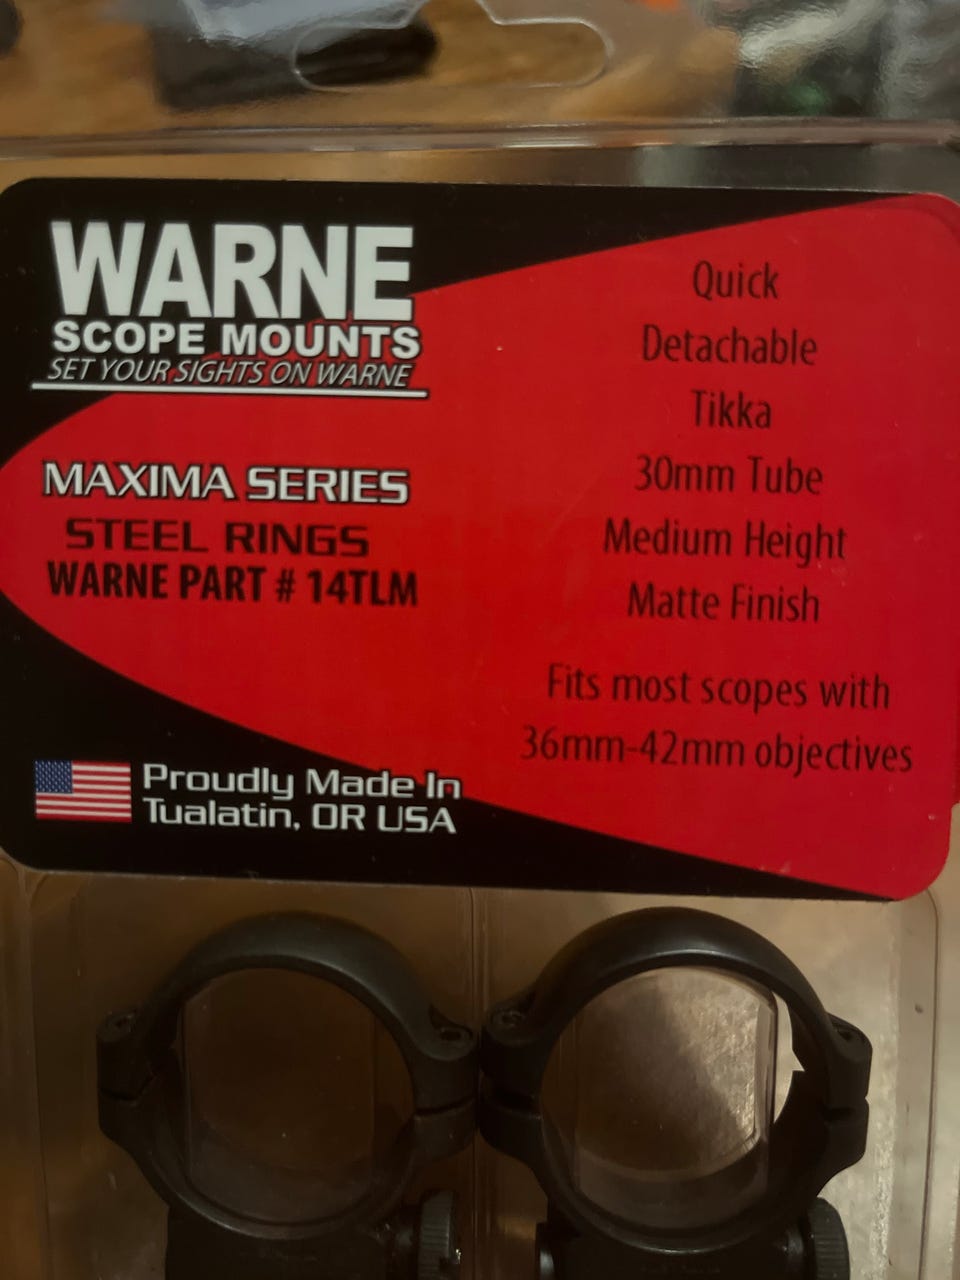 WARNE
SCOPE MOUNTS
SET YOUR SIGHTS ON WARNE
MAXIMA SERIES
STEEL RINGS
WARNE PART # 14TLM
Proudly Made In
Tualatin, OR USA
Quick
Detachable
Tikka
30mm Tube
Medium Height
Matte Finish
Fits most scopes with
36mm-42mm objectives